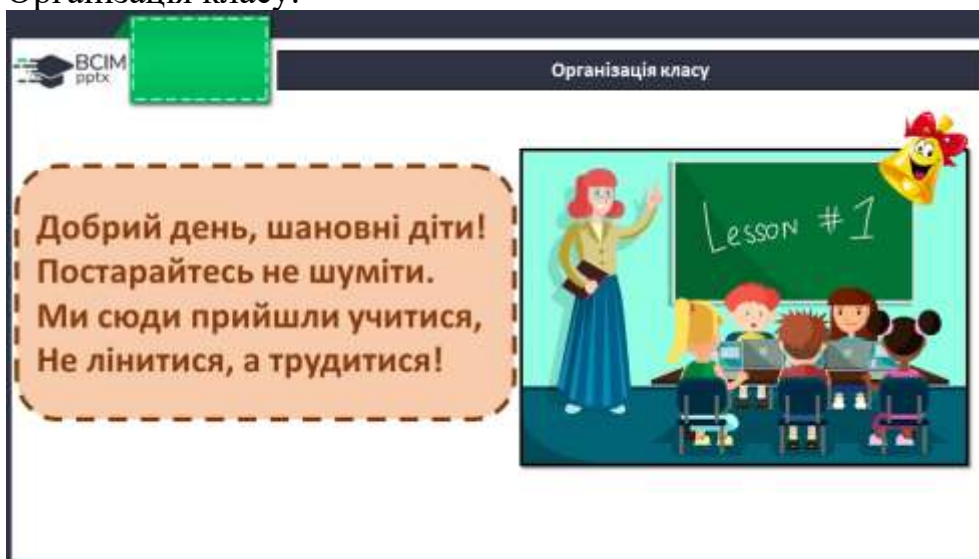 Організація класу.
ВСІМ
pptx
Організація класу
Добрий день, шановні діти!
Постарайтесь не шуміти.
Ми сюди прийшли учитися,
Не лінитися, а трудитися!
Lesson #1